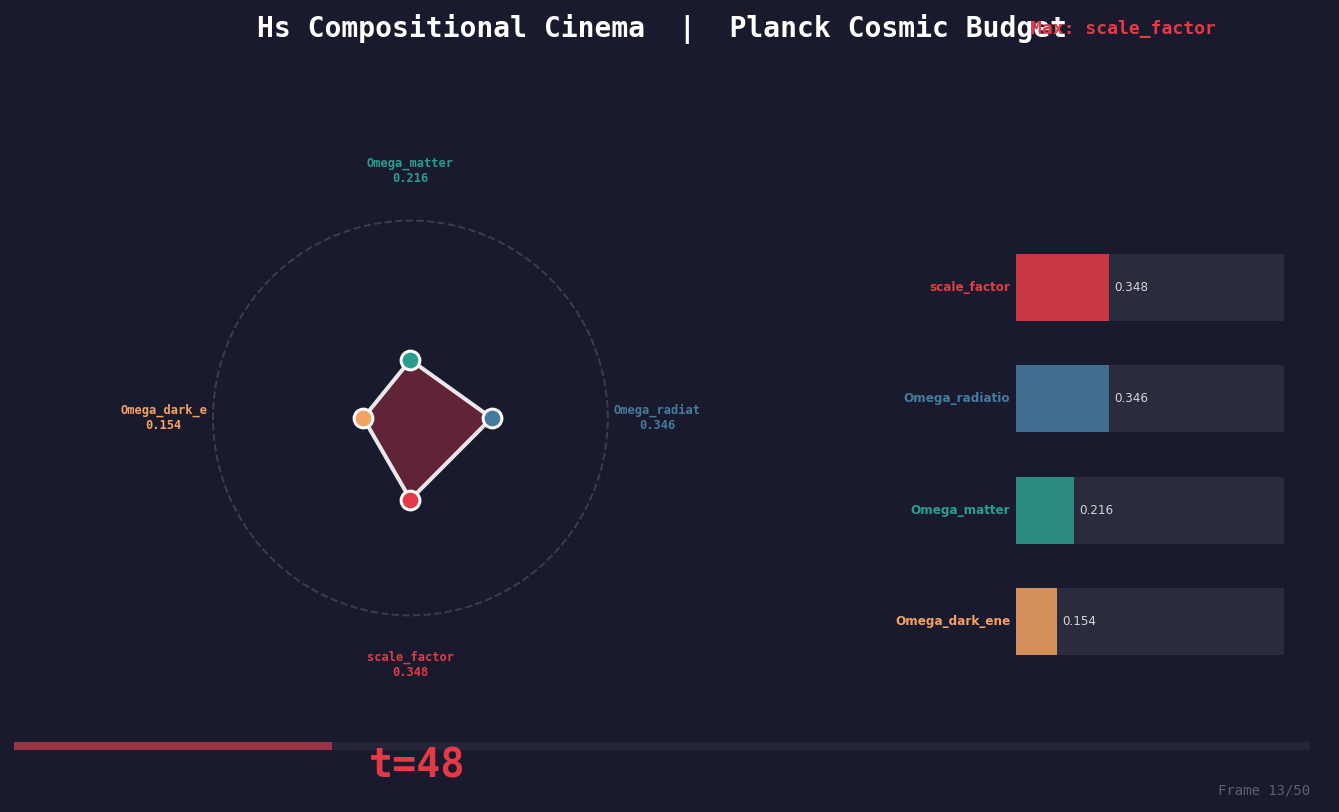 Hs Compositional Cinema | Planck Cosmic Budget
Max: scale_factor
Omega_matter
0.216
Omega_dark_e
0.154
Omega_radiat
0.346
scale_factor
0.348
scale_factor
0.348
Omega_radiatio
0.346
Omega_matter
0.216
Omega_dark_ene
0.154
t=48
Frame 13/50